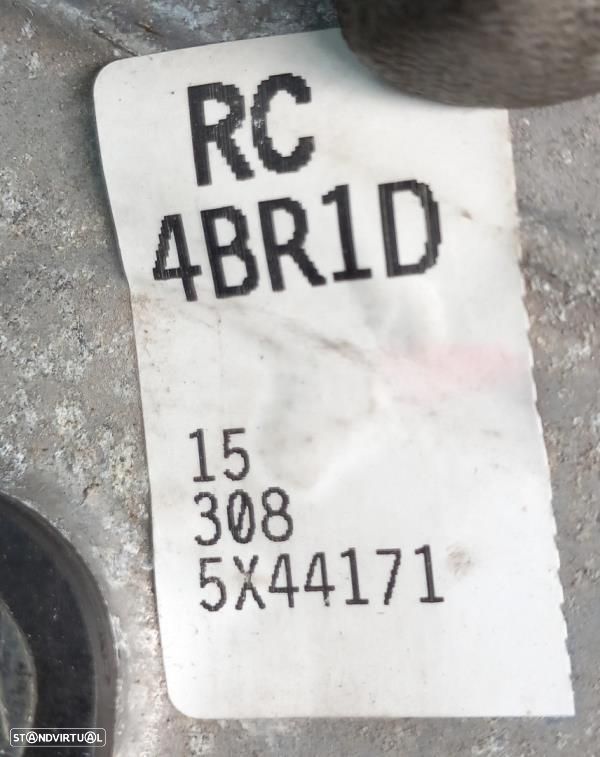 RC
4BR1D
15
308
5X44171
STANDVIRTUAL